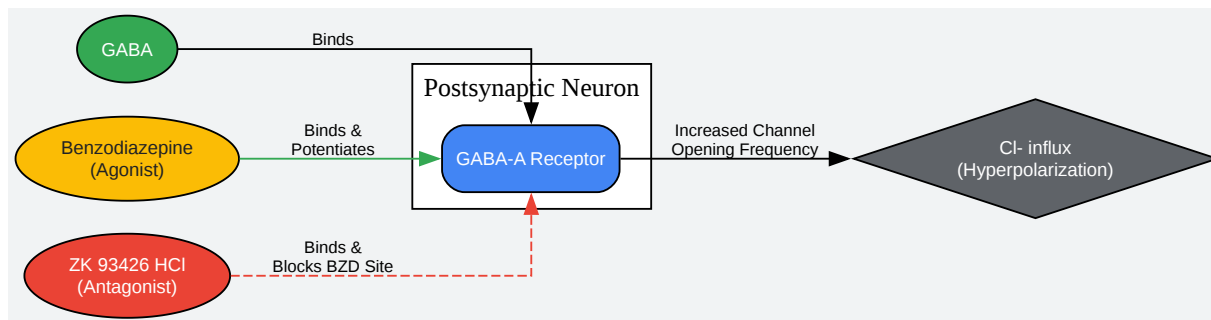 GABA
Binds
Postsynaptic Neuron
Benzodiazepine
(Agonist)
Binds &
Potentiates
GABA-A Receptor
Increased Channel
Opening Frequency
Cl- influx
(Hyperpolarization)
ZK 93426 HCl
(Antagonist)
Binds &
Blocks BZD Site